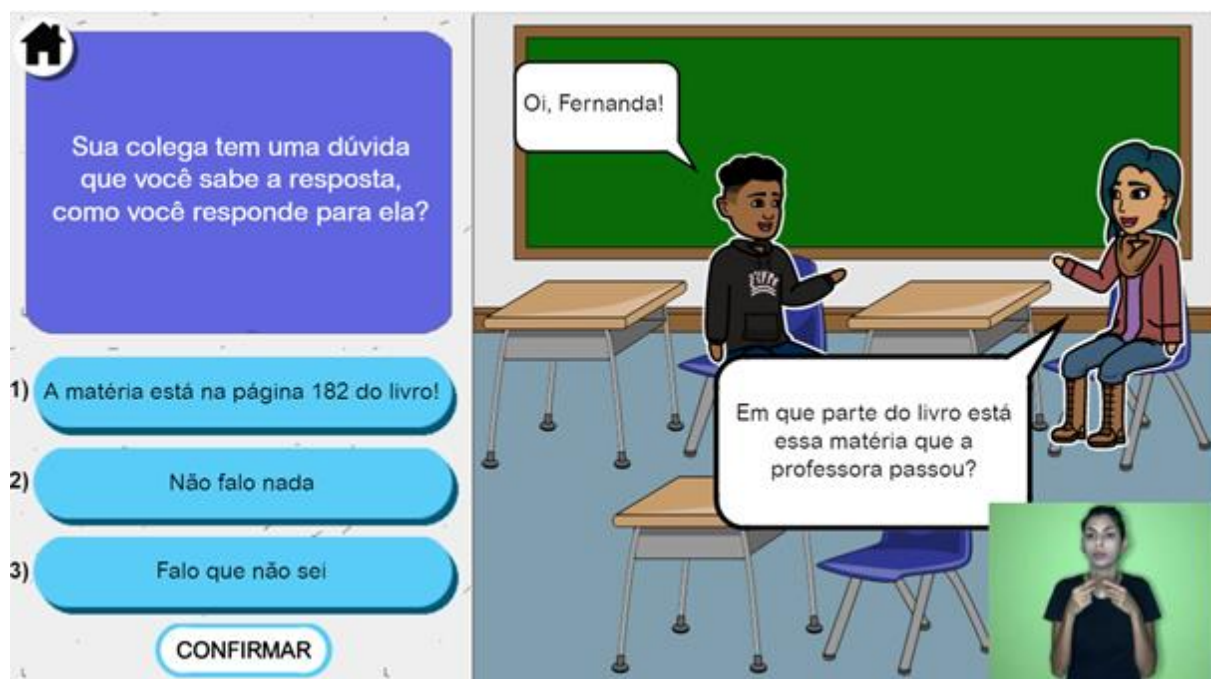 Sua colega tem uma dúvida
que você sabe a resposta,
como você responde para ela?
1) A matéria está na página 182 do livro!
2) Não falo nada
3) Falo que não sei
CONFIRMAR
Oi, Fernanda!
Em que parte do livro está
essa matéria que a
professora passou?